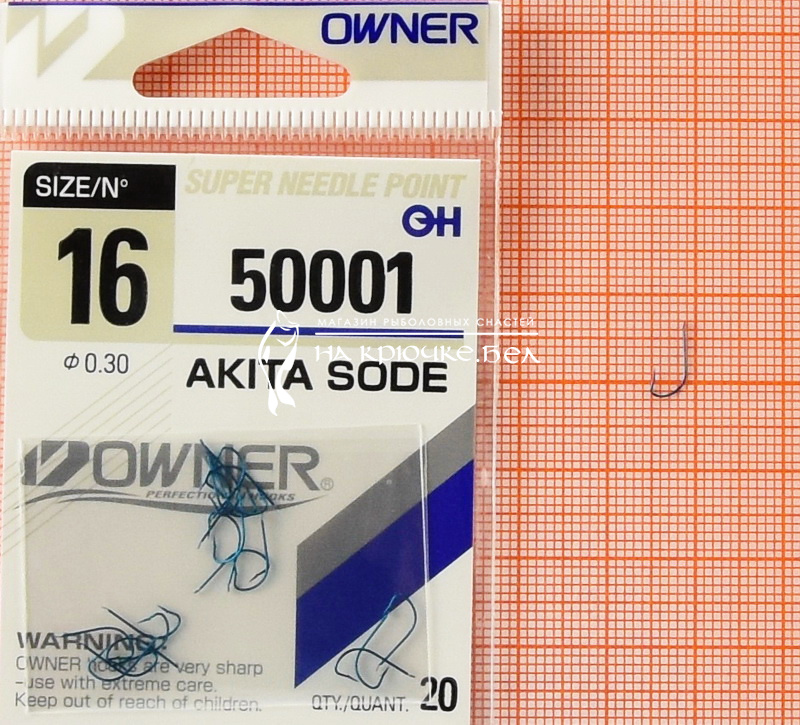 OWNER
SIZE/Nº
SUPER NEEDLE POINT
16
50001
МАГАЗИН РЫБОЛОВНЫХ СНАСТЕЙ
НА КРЮЧКЕ.БЕЛ
Φ 0.30
AKITA SODE
OWNER®
WARNING:
OWNER hooks are very sharp
-use with extreme care.
Keep out of reach of children.
QTY./QUANT. 20